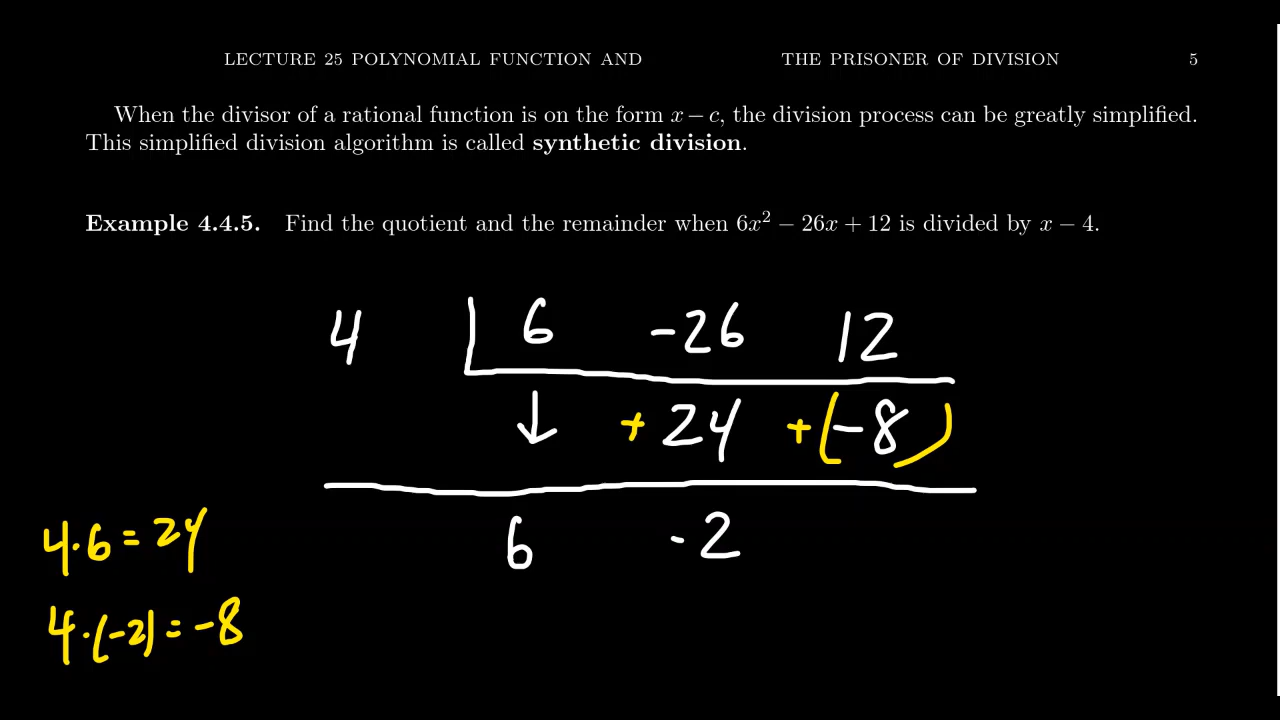 LECTURE 25 POLYNOMIAL FUNCTION AND THE PRISONER OF DIVISION 5
When the divisor of a rational function is on the form x − c, the division process can be greatly simplified.
This simplified division algorithm is called synthetic division.
Example 4.4.5. Find the quotient and the remainder when 6x² − 26x + 12 is divided by x − 4.
4 6 -26 12
↓ + 24 + (-8)
6 -2
4·6 = 24
4·(-2) = -8